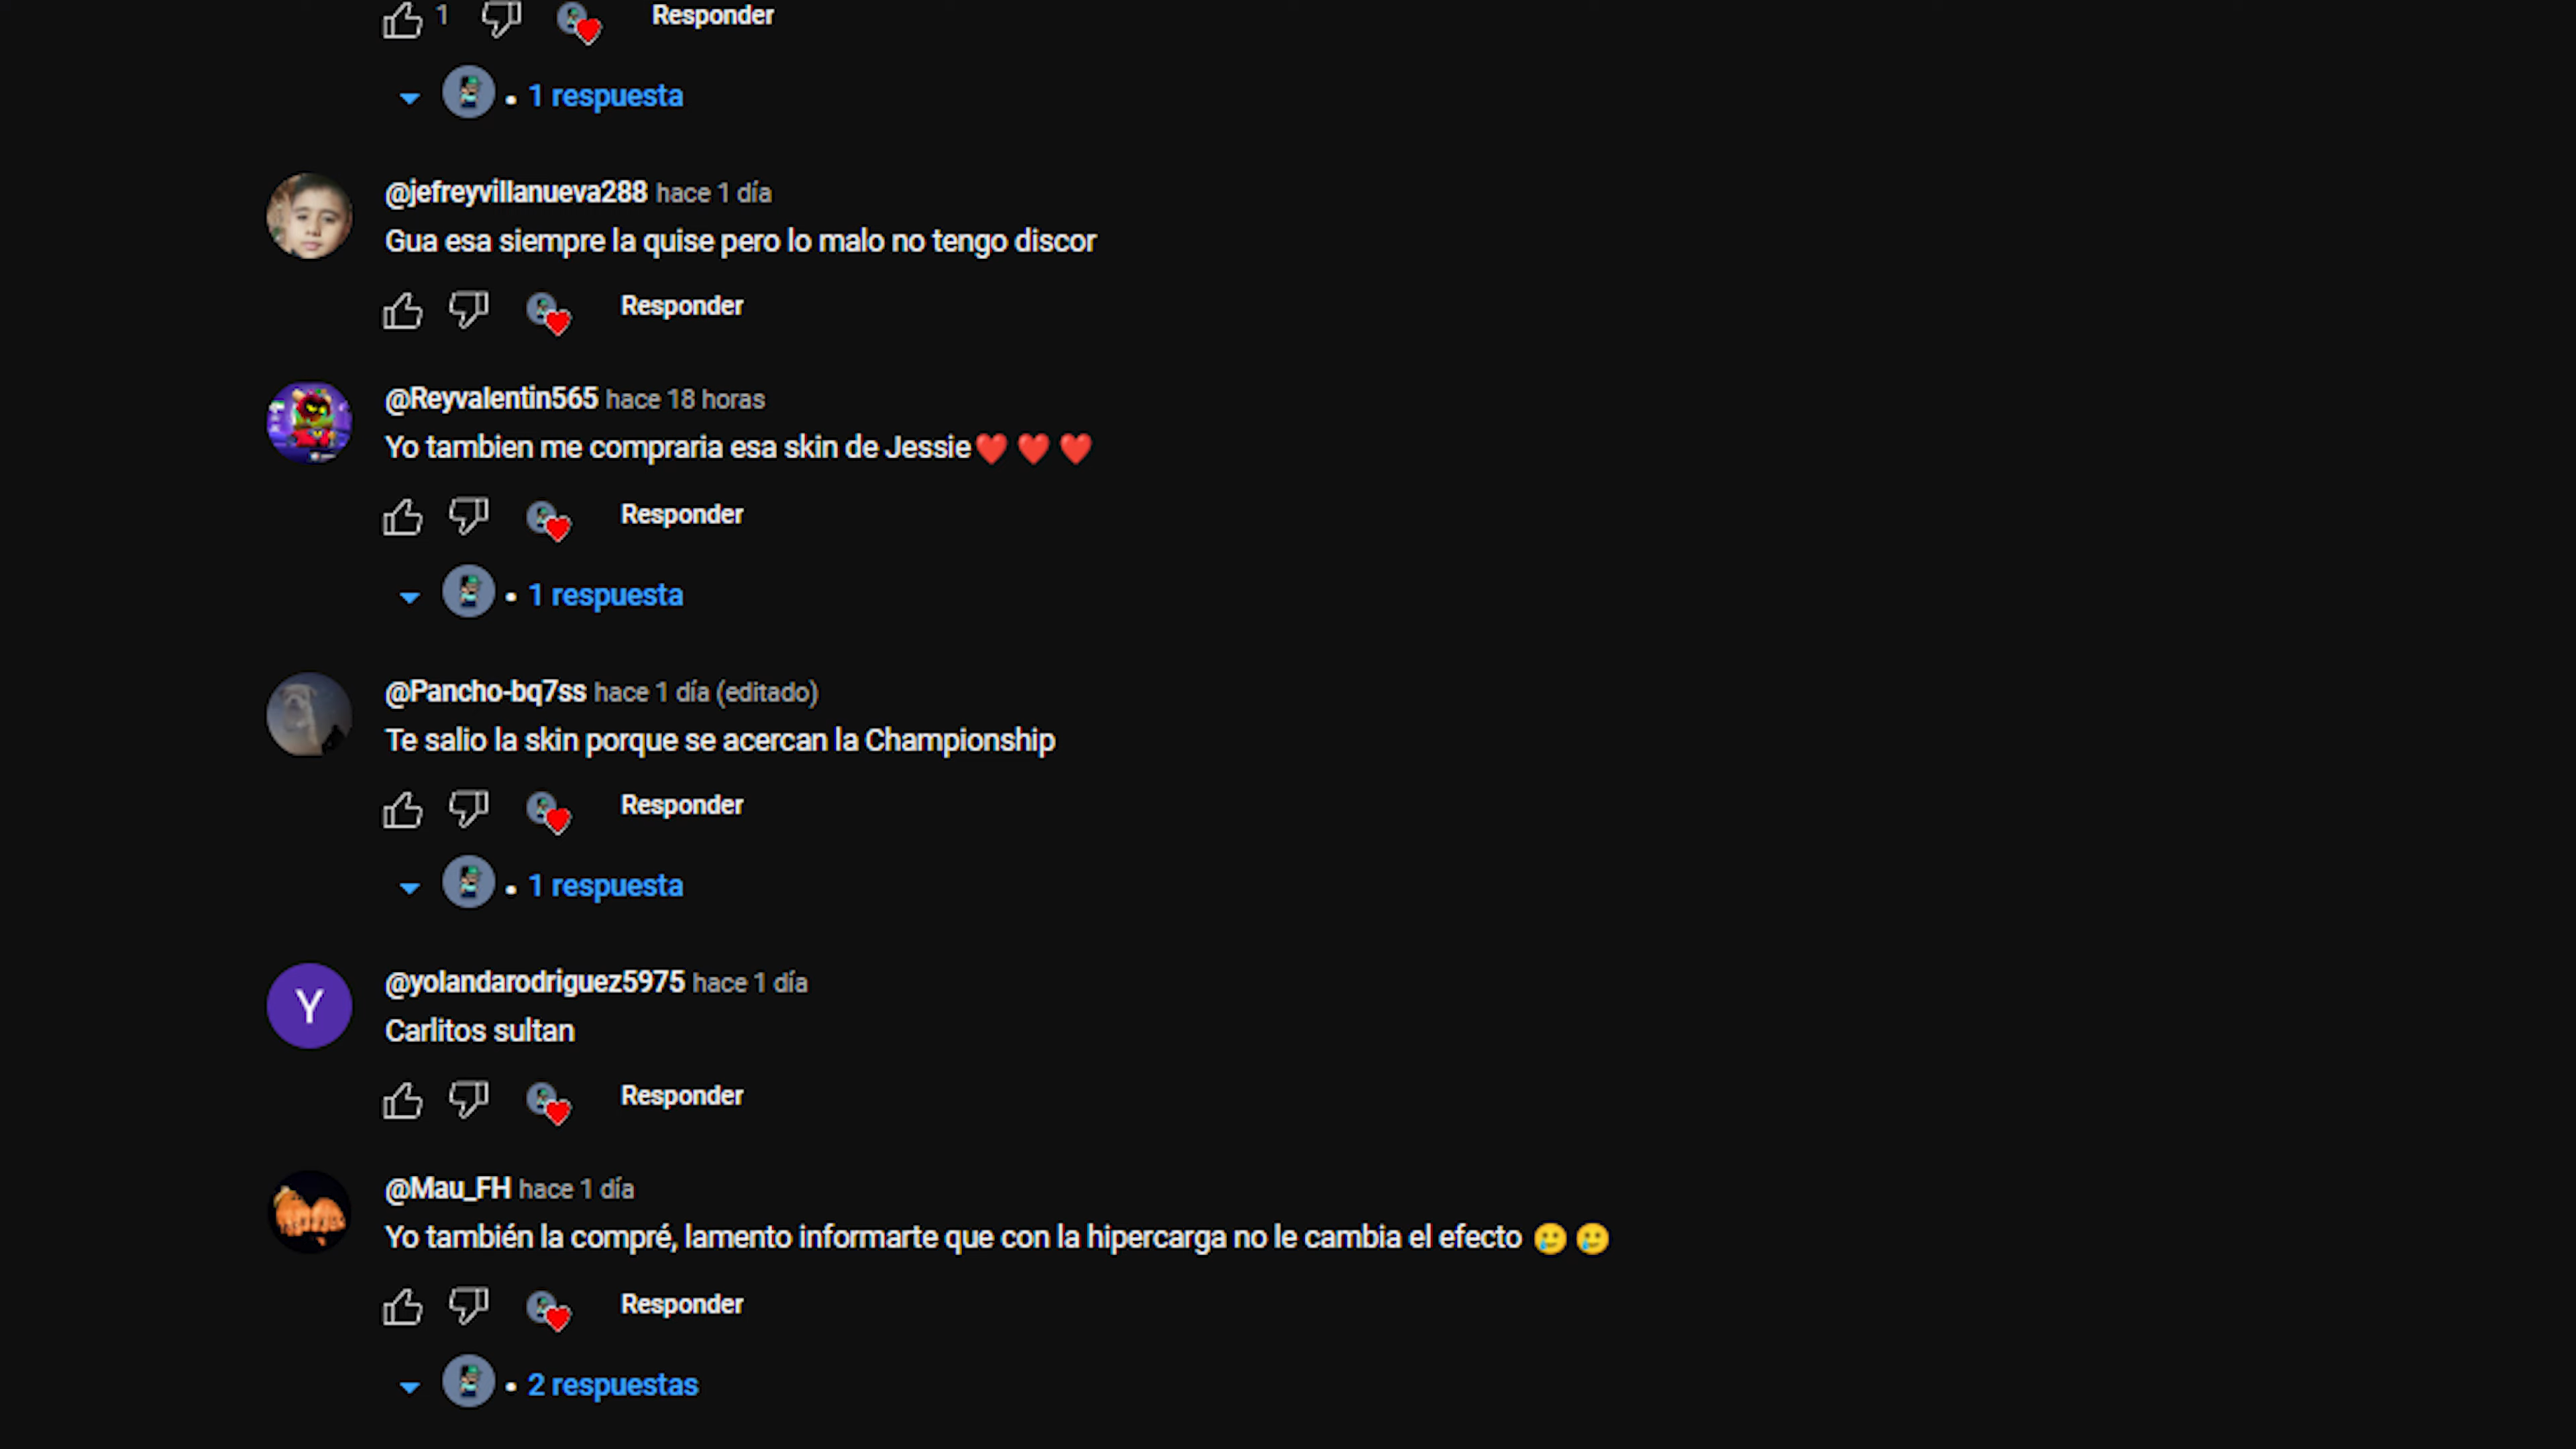 1 Responder
• 1 respuesta
@jefreyvillanueva288 hace 1 día
Gua esa siempre la quise pero lo malo no tengo discor
Responder
@Reyvalentin565 hace 18 horas
Yo tambien me compraria esa skin de Jessie❤️❤️❤️
Responder
• 1 respuesta
@Pancho-bq7ss hace 1 día (editado)
Te salio la skin porque se acercan la Championship
Responder
• 1 respuesta
Y
@yolandarodriguez5975 hace 1 día
Carlitos sultan
Responder
@Mau_FH hace 1 día
Yo también la compré, lamento informarte que con la hipercarga no le cambia el efecto 🥲🥲
Responder
• 2 respuestas